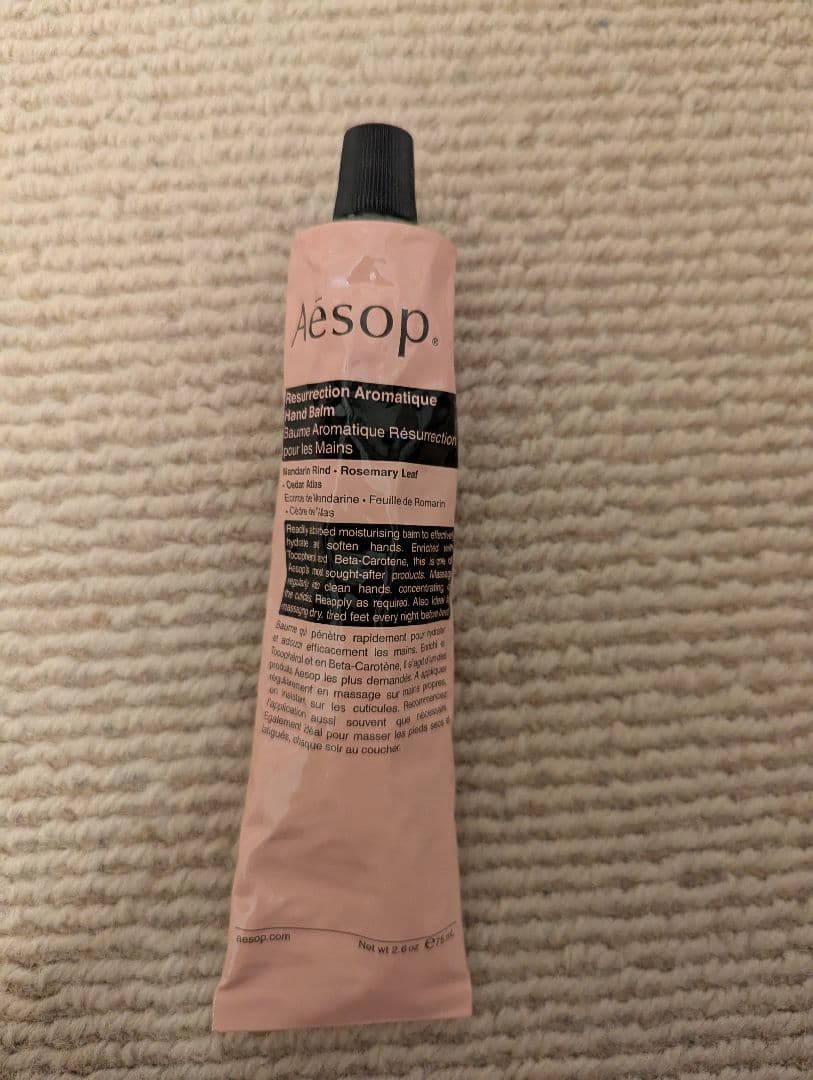 Aēsop®
Resurrection Aromatique
Hand Balm
Baume Aromatique Résurrection
pour les Mains
Mandarin Rind • Rosemary Leaf
• Cedar Atlas
Ecorce de Mandarine • Feuille de Romarin
• Cèdre de l'Atlas
Readily absorbed moisturising balm to effectively
hydrate and soften hands. Enriched with
Tocopherol and Beta-Carotene, this is one of
Aesop's most sought-after products. Massage
regularly into clean hands, concentrating
the cuticles. Reapply as required. Also ideal
massaging dry, tired feet every night before
Baume qui pénètre rapidement pour hydrater
et adoucir efficacement les mains. Enrichi
Tocophérol et en Beta-Carotène, il s'agit d'un des
produits Aesop les plus demandés. A appliquer
régulièrement en massage sur mains propres,
en insistant sur les cuticules. Recommencer
l'application aussi souvent que nécessaire.
Egalement idéal pour masser les pieds secs et
fatigués, chaque soir au coucher.
aesop.com
Net wt 2.6 oz ℮75 mL